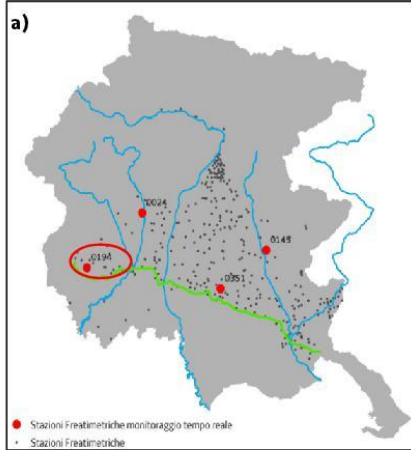 a)
0024
0145
0194
0351
Stazioni Freatimetriche monitoraggio tempo reale
Stazioni Freatimetriche